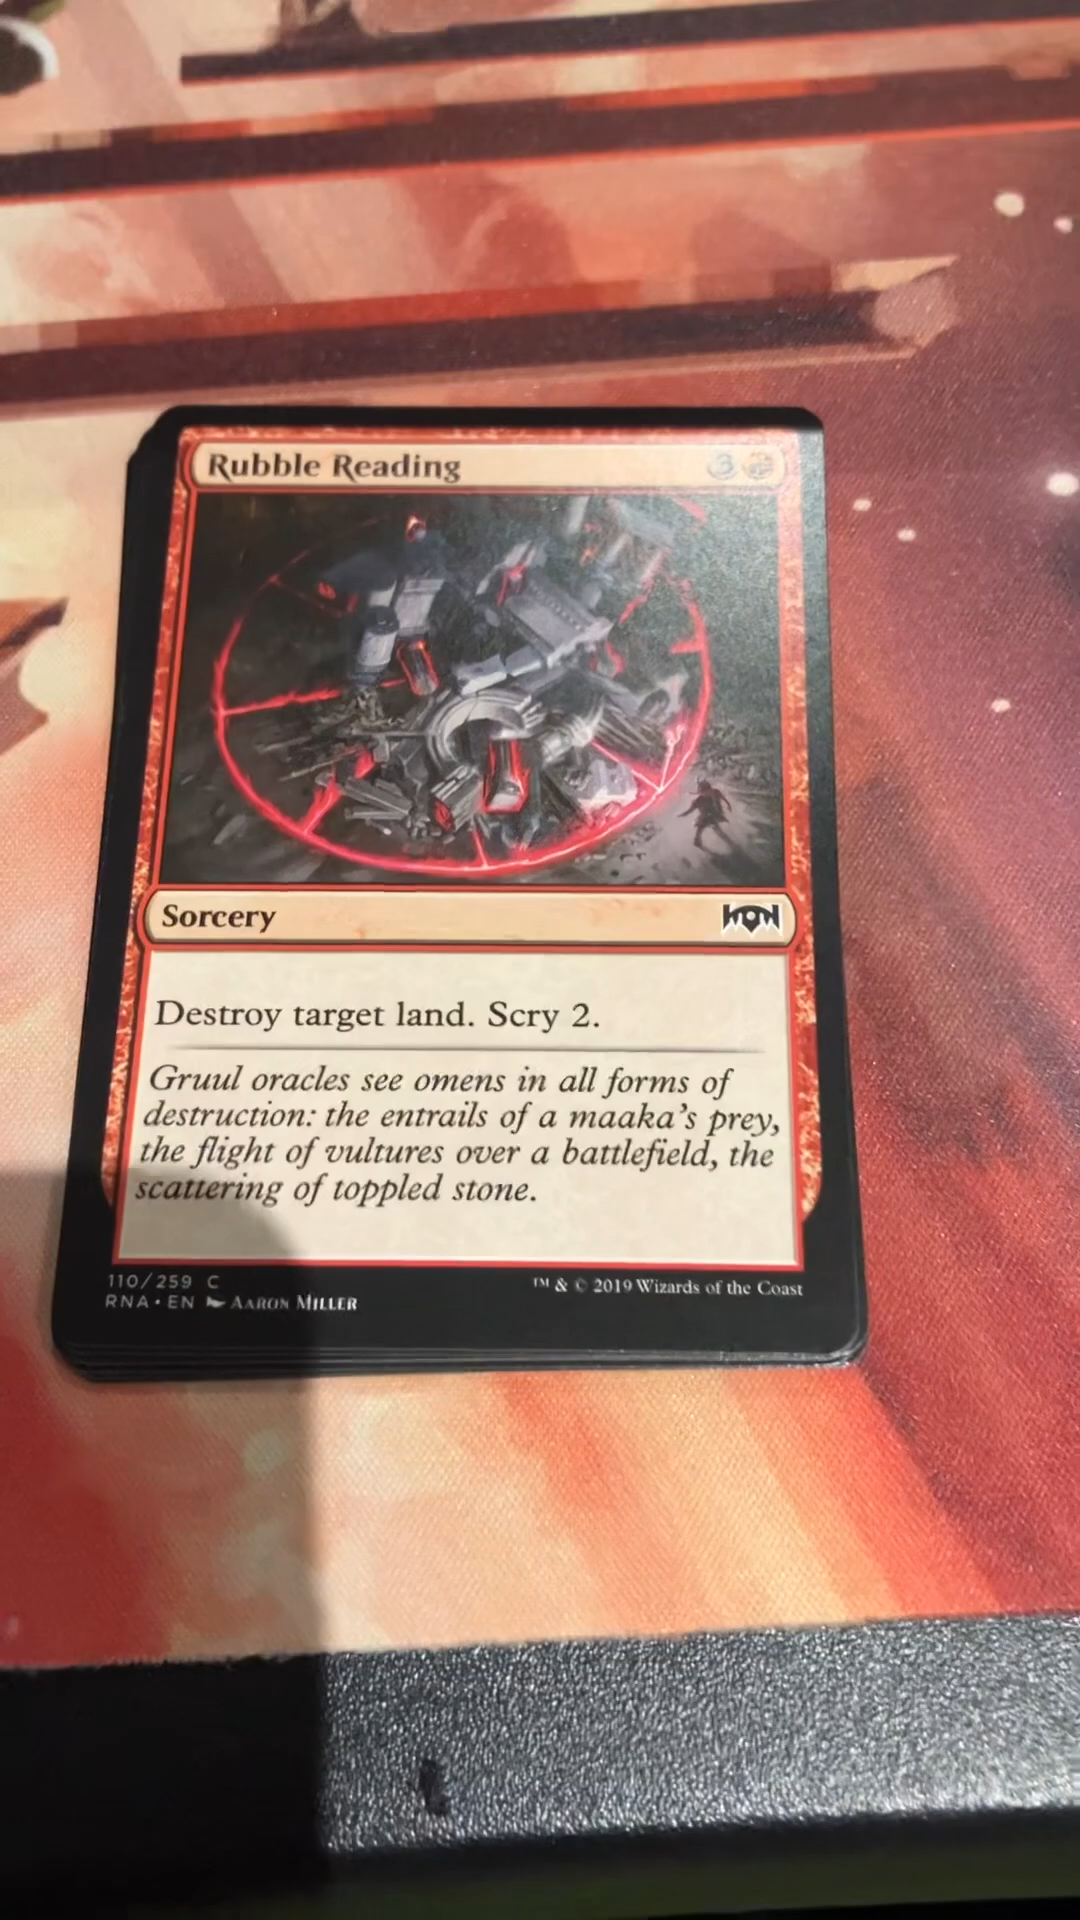 Rubble Reading 3
Sorcery
Destroy target land. Scry 2.
Gruul oracles see omens in all forms of
destruction: the entrails of a maaka's prey,
the flight of vultures over a battlefield, the
scattering of toppled stone.
110/259 C
RNA • EN AARON MILLER
™ & © 2019 Wizards of the Coast